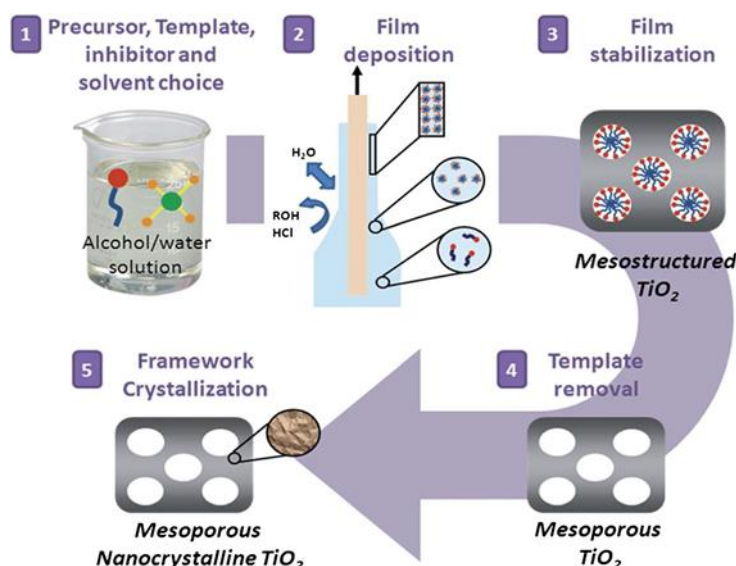 1
Precursor, Template,
inhibitor and
solvent choice
Alcohol/water
solution
2
Film
deposition
H₂O
ROH
HCl
3
Film
stabilization
Mesostructured
TiO₂
4
Template
removal
Mesoporous
TiO₂
5
Framework
Crystallization
Mesoporous
Nanocrystalline TiO₂